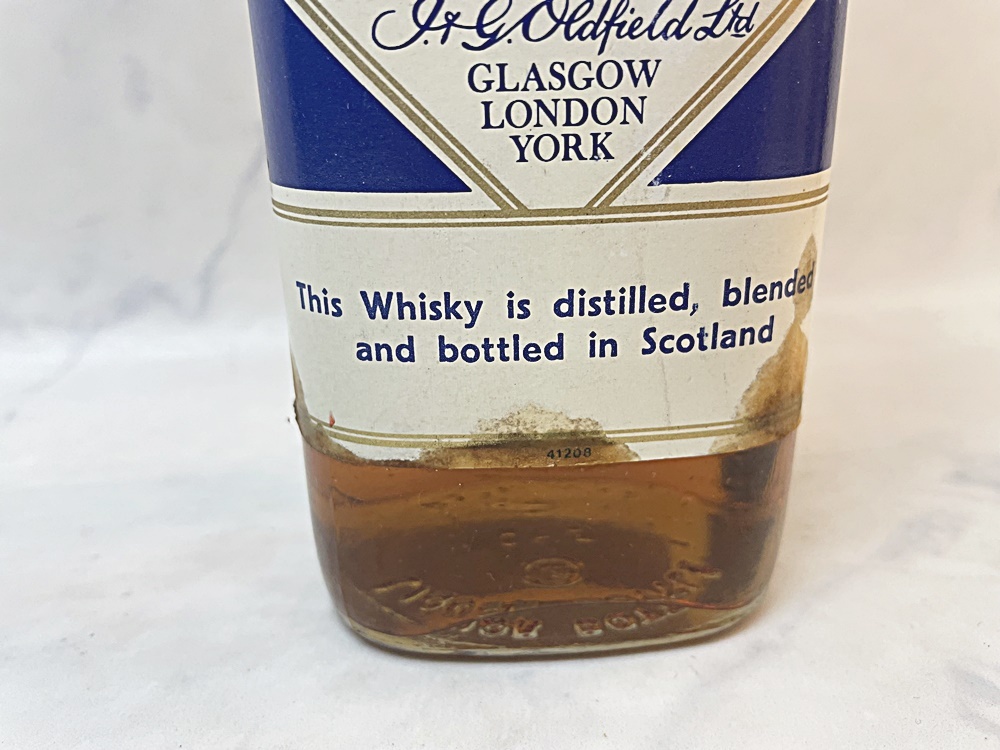 J. & G. Oldfield Ltd
GLASGOW
LONDON
YORK
This Whisky is distilled, blended
and bottled in Scotland
41208